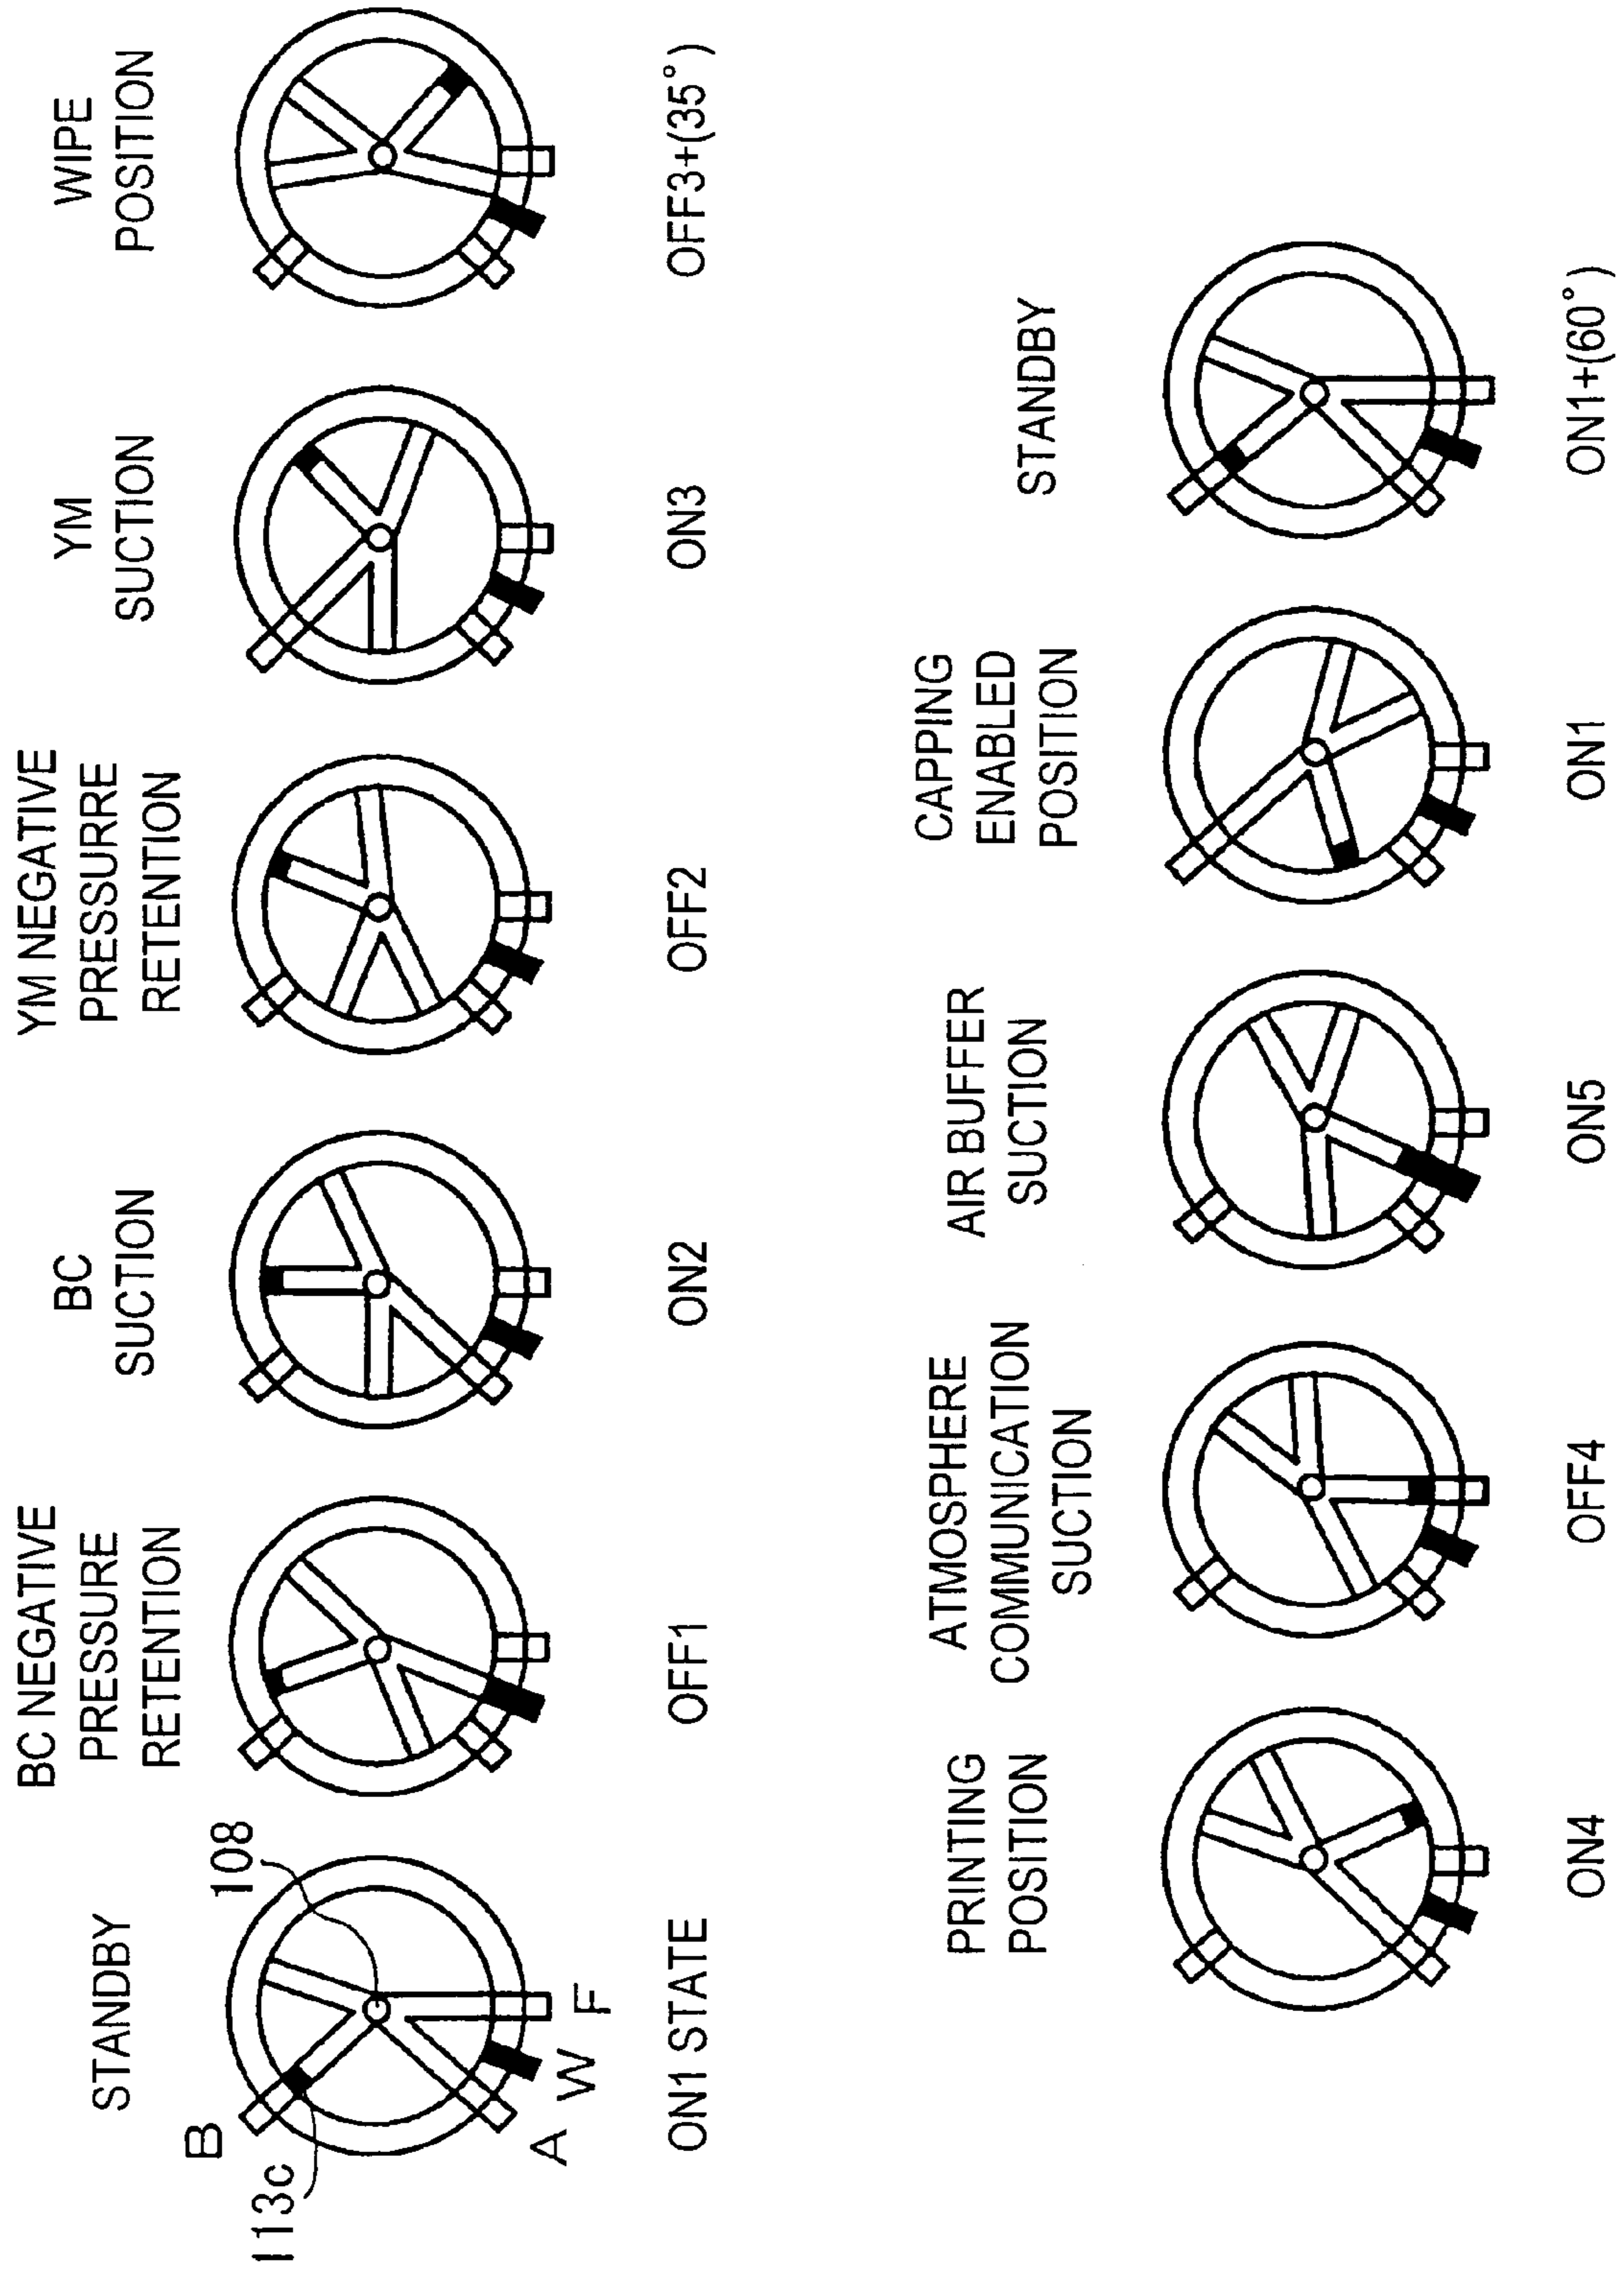 STANDBY
B
113c
108
A
W
F
ON1 STATE
BC NEGATIVE
PRESSURE
RETENTION
OFF1
BC
SUCTION
ON2
YM NEGATIVE
PRESSURRE
RETENTION
OFF2
YM
SUCTION
ON3
WIPE
POSITION
OFF3+(35°)
PRINTING
POSITION
ON4
ATMOSPHERE
COMMUNICATION
SUCTION
OFF4
AIR BUFFER
SUCTION
ON5
CAPPING
ENABLED
POSITION
ON1
STANDBY
ON1+(60°)